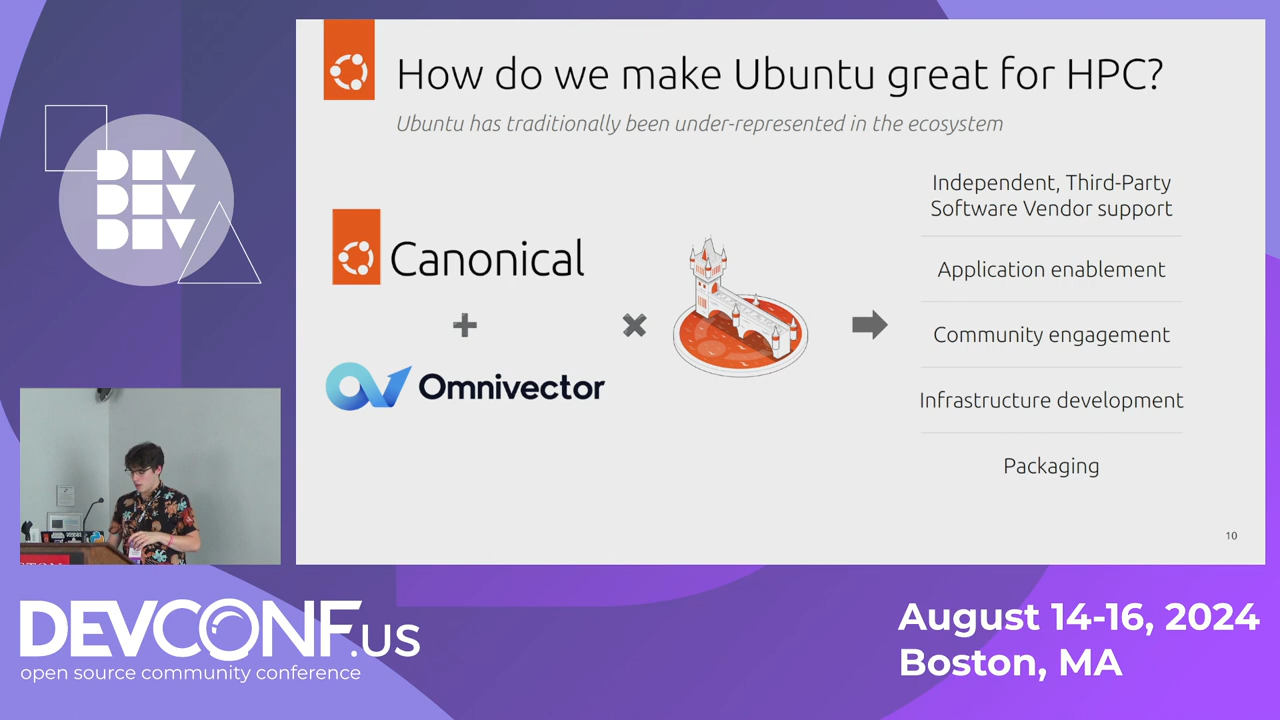 How do we make Ubuntu great for HPC?
Ubuntu has traditionally been under-represented in the ecosystem
DEV
DEV
DEV
Canonical
Omnivector
Independent, Third-Party
Software Vendor support
Application enablement
Community engagement
Infrastructure development
Packaging
10
DEVCONF.US
open source community conference
August 14-16, 2024
Boston, MA